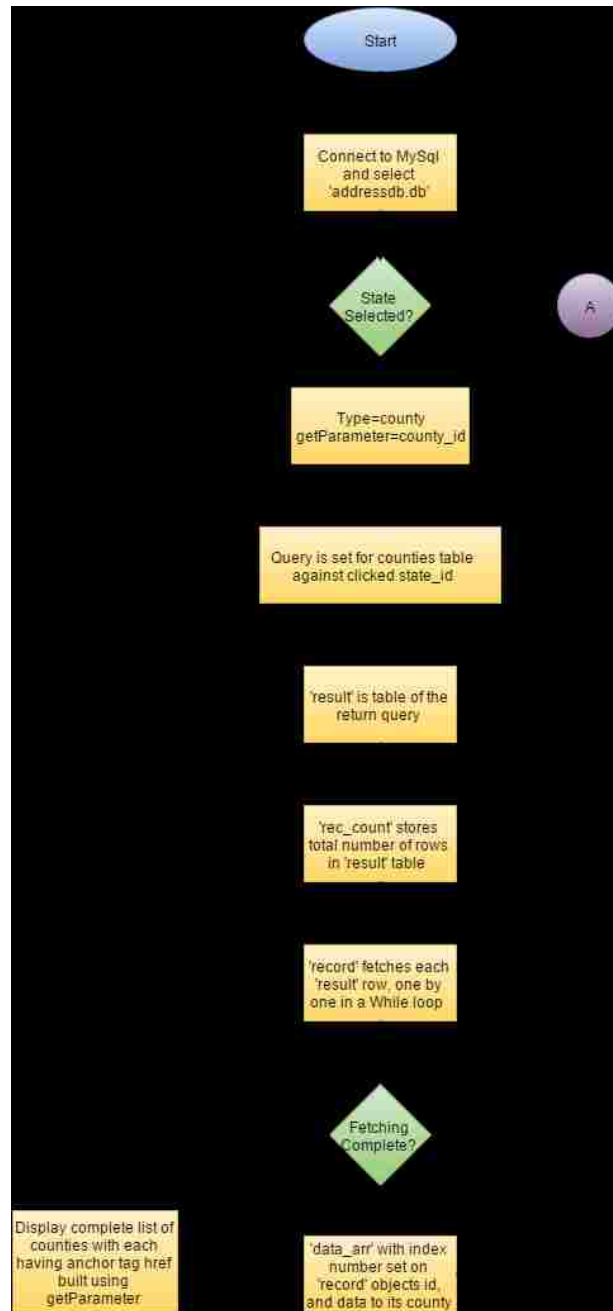 Start
Connect to MySql
and select
'addressdb.db'
State
Selected?
A
Type=county
getParameter=county_id
Query is set for counties table
against clicked state_id
'result' is table of the
return query
'rec_count' stores
total number of rows
in 'result' table
'record' fetches each
'result' row, one by
one in a While loop
Fetching
Complete?
Display complete list of
counties with each
having anchor tag href
built using
getParameter
'data_arr' with index
number set on
'record' objects id,
and data to its county